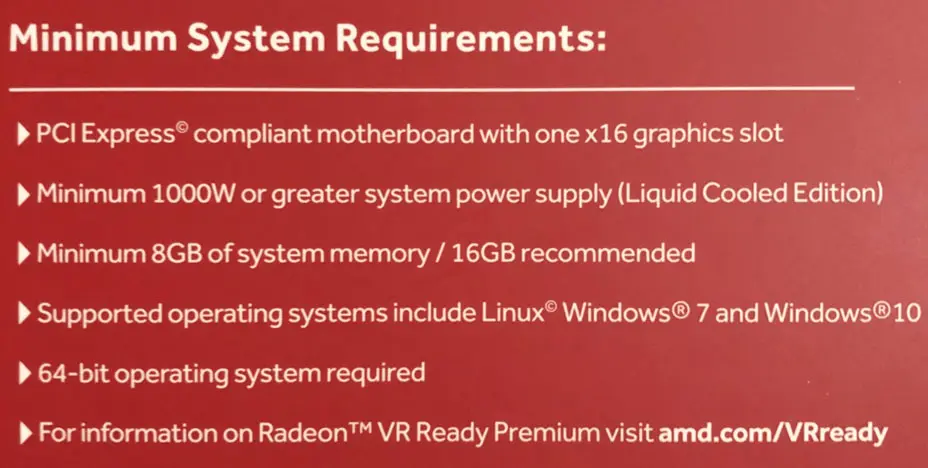 Minimum System Requirements:
PCI Express© compliant motherboard with one x16 graphics slot
Minimum 1000W or greater system power supply (Liquid Cooled Edition)
Minimum 8GB of system memory / 16GB recommended
Supported operating systems include Linux© Windows® 7 and Windows®10
64-bit operating system required
For information on Radeon™ VR Ready Premium visit amd.com/VRready